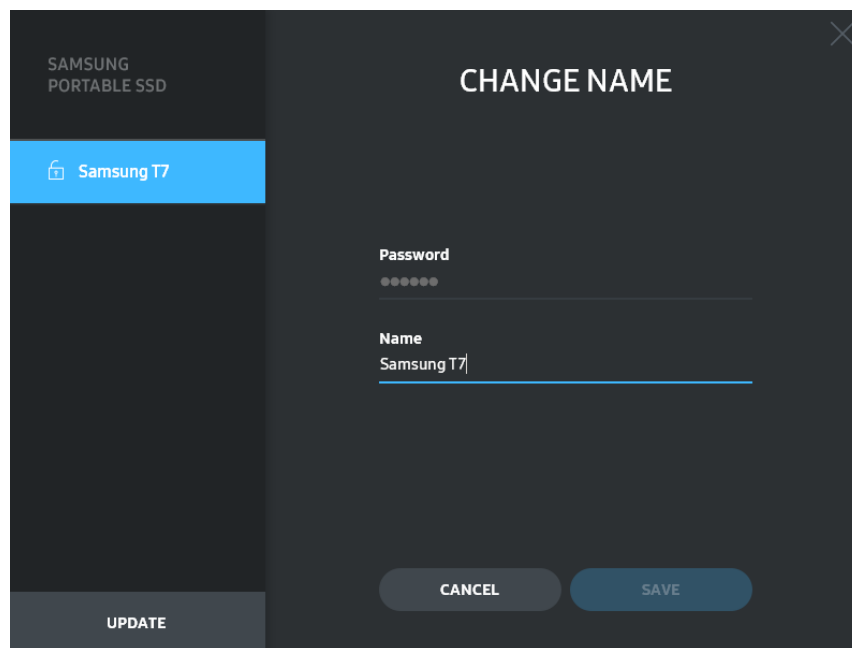 SAMSUNG
PORTABLE SSD
Samsung T7
UPDATE
CHANGE NAME
Password
●●●●●●
Name
Samsung T7
CANCEL
SAVE